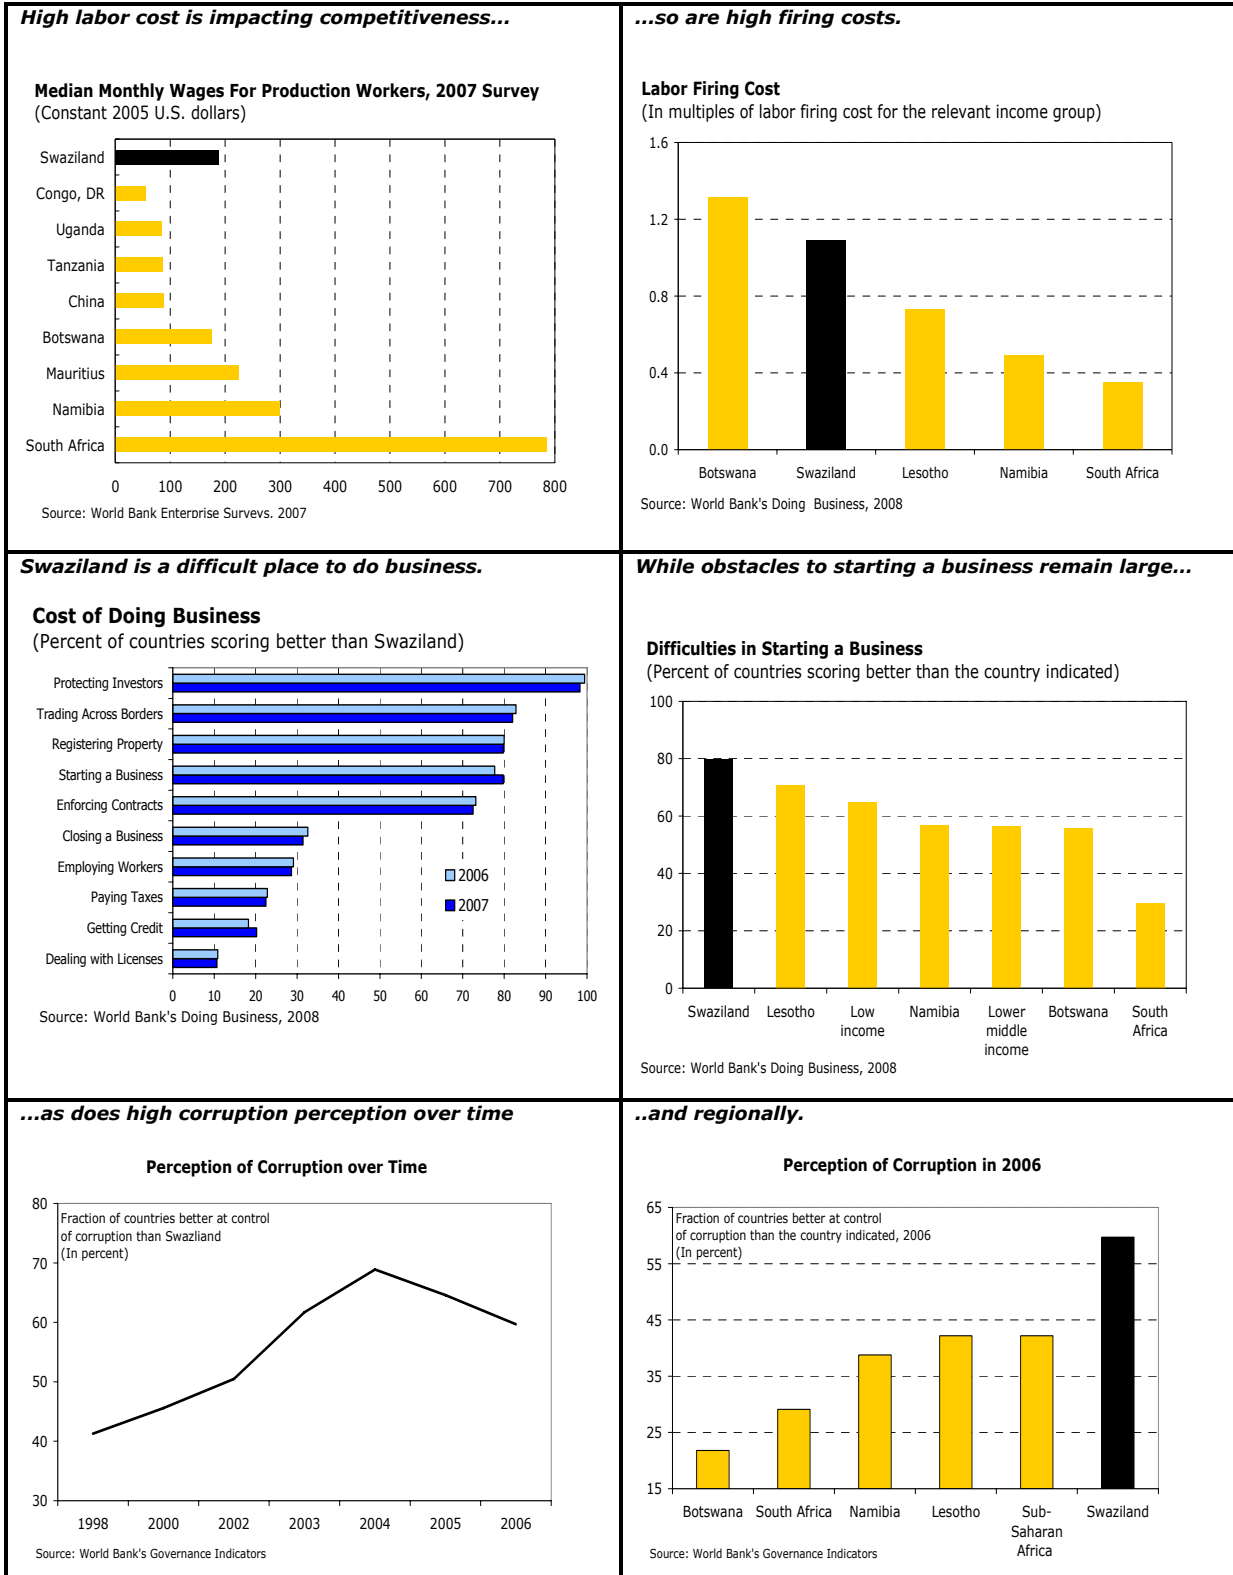 High labor cost is impacting competitiveness...
Median Monthly Wages For Production Workers, 2007 Survey
(Constant 2005 U.S. dollars)
Swaziland
Congo, DR
Uganda
Tanzania
China
Botswana
Mauritius
Namibia
South Africa
0 100 200 300 400 500 600 700 800
Source: World Bank Enterprise Surveys, 2007
...so are high firing costs.
Labor Firing Cost
(In multiples of labor firing cost for the relevant income group)
1.6
1.2
0.8
0.4
0.0
Botswana Swaziland Lesotho Namibia South Africa
Source: World Bank's Doing Business, 2008
Swaziland is a difficult place to do business.
Cost of Doing Business
(Percent of countries scoring better than Swaziland)
Protecting Investors
Trading Across Borders
Registering Property
Starting a Business
Enforcing Contracts
Closing a Business
Employing Workers
Paying Taxes
Getting Credit
Dealing with Licenses
2006
2007
0 10 20 30 40 50 60 70 80 90 100
Source: World Bank's Doing Business, 2008
While obstacles to starting a business remain large...
Difficulties in Starting a Business
(Percent of countries scoring better than the country indicated)
100
80
60
40
20
0
Swaziland Lesotho Low Namibia Lower Botswana South
income middle Africa
income
Source: World Bank's Doing Business, 2008
...as does high corruption perception over time
Perception of Corruption over Time
Fraction of countries better at control
of corruption than Swazliand
(In percent)
80
70
60
50
40
30
1998 2000 2002 2003 2004 2005 2006
Source: World Bank's Governance Indicators
..and regionally.
Perception of Corruption in 2006
Fraction of countries better at control
of corruption than the country indicated, 2006
(In percent)
65
55
45
35
25
15
Botswana South Africa Namibia Lesotho Sub- Swaziland
Saharan
Africa
Source: World Bank's Governance Indicators